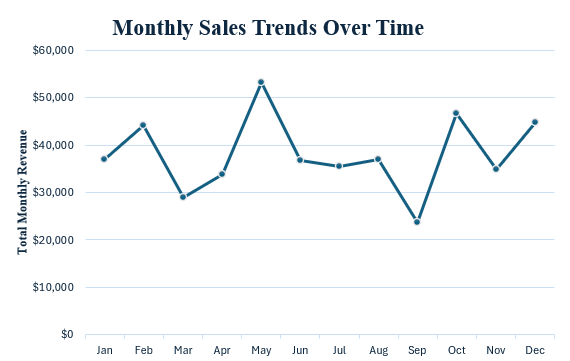 Monthly Sales Trends Over Time
Total Monthly Revenue
$60,000
$50,000
$40,000
$30,000
$20,000
$10,000
$0
Jan Feb Mar Apr May Jun Jul Aug Sep Oct Nov Dec